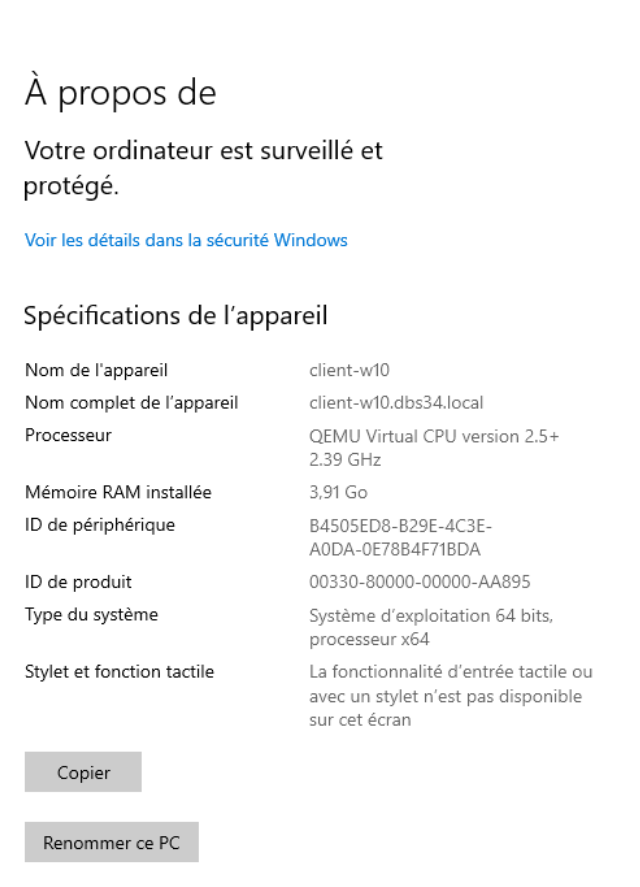 À propos de
Votre ordinateur est surveillé et
protégé.
Voir les détails dans la sécurité Windows
Spécifications de l’appareil
Nom de l'appareil client-w10
Nom complet de l’appareil client-w10.dbs34.local
Processeur QEMU Virtual CPU version 2.5+
2.39 GHz
Mémoire RAM installée 3,91 Go
ID de périphérique B4505ED8-B29E-4C3E-
A0DA-0E78B4F71BDA
ID de produit 00330-80000-00000-AA895
Type du système Système d’exploitation 64 bits,
processeur x64
Stylet et fonction tactile La fonctionnalité d’entrée tactile ou
avec un stylet n’est pas disponible
sur cet écran
Copier
Renommer ce PC